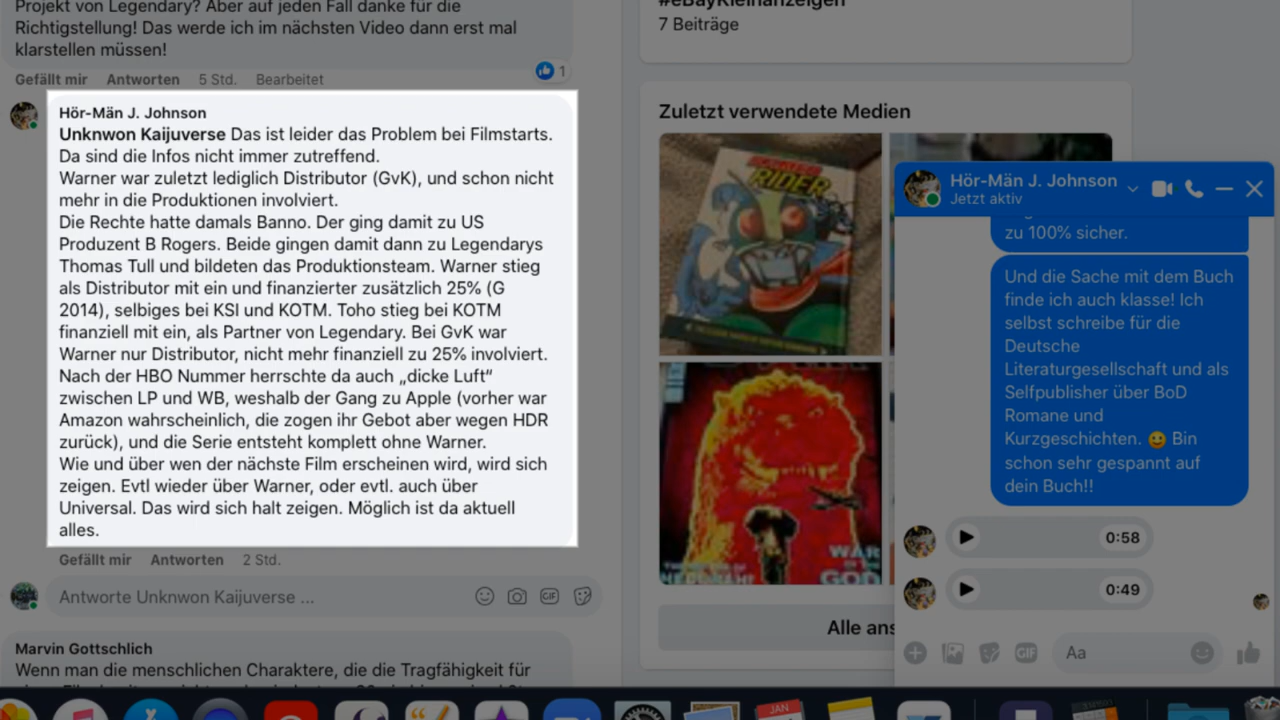 Projekt von Legendary? Aber auf jeden Fall danke für die
Richtigstellung! Das werde ich im nächsten Video dann erst mal
klarstellen müssen!
Gefällt mir Antworten 5 Std. Bearbeitet
1
Hör-Män J. Johnson
Unknwon Kaijuverse Das ist leider das Problem bei Filmstarts.
Da sind die Infos nicht immer zutreffend.
Warner war zuletzt lediglich Distributor (GvK), und schon nicht
mehr in die Produktionen involviert.
Die Rechte hatte damals Banno. Der ging damit zu US
Produzent B Rogers. Beide gingen damit dann zu Legendarys
Thomas Tull und bildeten das Produktionsteam. Warner stieg
als Distributor mit ein und finanzierter zusätzlich 25% (G
2014), selbiges bei KSI und KOTM. Toho stieg bei KOTM
finanziell mit ein, als Partner von Legendary. Bei GvK war
Warner nur Distributor, nicht mehr finanziell zu 25% involviert.
Nach der HBO Nummer herrschte da auch „dicke Luft“
zwischen LP und WB, weshalb der Gang zu Apple (vorher war
Amazon wahrscheinlich, die zogen ihr Gebot aber wegen HDR
zurück), und die Serie entsteht komplett ohne Warner.
Wie und über wen der nächste Film erscheinen wird, wird sich
zeigen. Evtl wieder über Warner, oder evtl. auch über
Universal. Das wird sich halt zeigen. Möglich ist da aktuell
alles.
Gefällt mir Antworten 2 Std.
Antworte Unknwon Kaijuverse ...
GIF
Marvin Gottschlich
Wenn man die menschlichen Charaktere, die die Tragfähigkeit für
#eBayKleinanzeigen
7 Beiträge
Zuletzt verwendete Medien
RIDER
WAR
GOD
Alle ans
Hör-Män J. Johnson
Jetzt aktiv
zu 100% sicher.
Und die Sache mit dem Buch
finde ich auch klasse! Ich
selbst schreibe für die
Deutsche
Literaturgesellschaft und als
Selfpublisher über BoD
Romane und
Kurzgeschichten. 😀 Bin
schon sehr gespannt auf
dein Buch!!
0:58
0:49
GIF
Aa
JAN